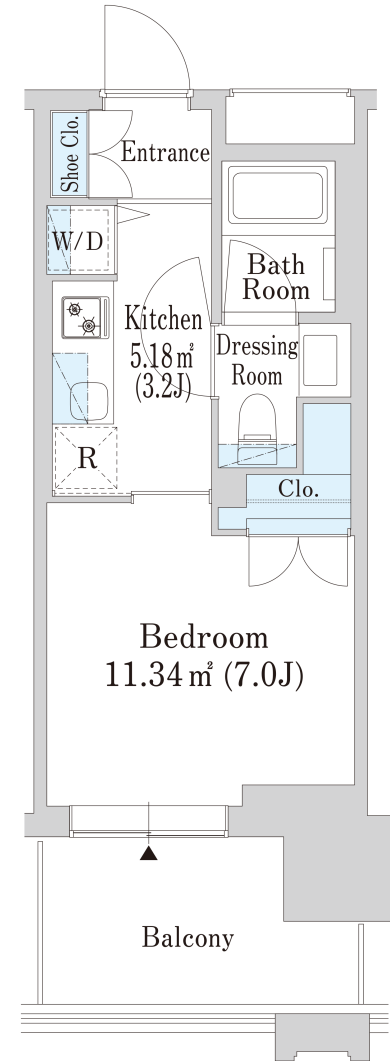 Entrance
Shoe Clo.
W/D
Bath
Room
Kitchen
5.18㎡
(3.2J)
Dressing
Room
R
Clo.
Bedroom
11.34㎡ (7.0J)
Balcony